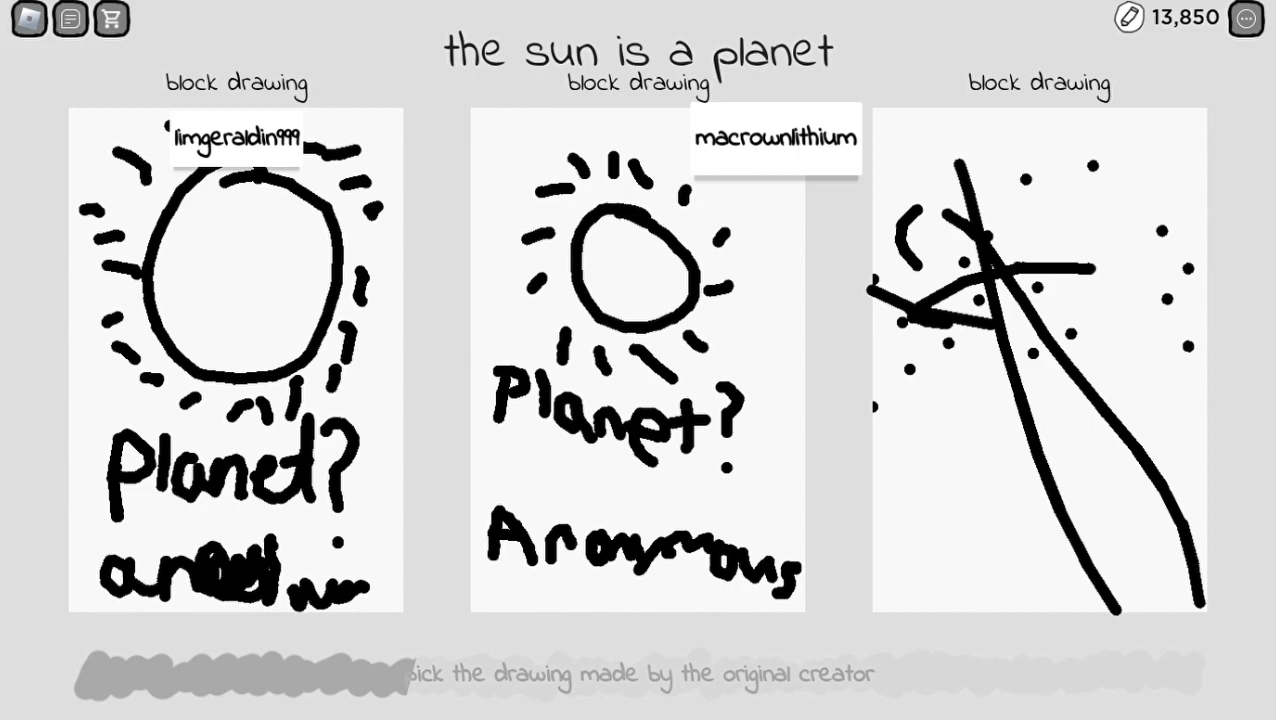 13,850
the sun is a planet
block drawing
block drawing
block drawing
limgeraldin999
macrownlithium
Planet?
Planet?
Anonymous
pick the drawing made by the original creator